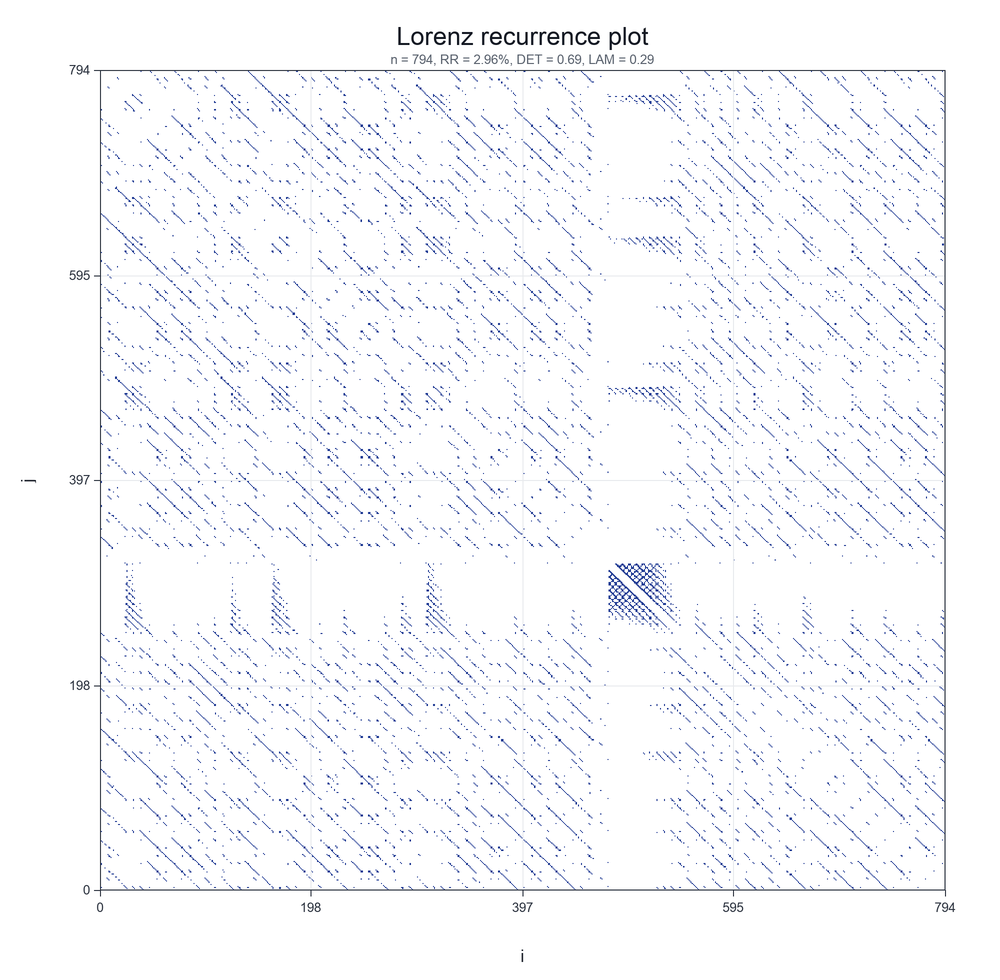 Lorenz recurrence plot
n = 794, RR = 2.96%, DET = 0.69, LAM = 0.29
794
595
j
397
198
0
0 198 397 595 794
i